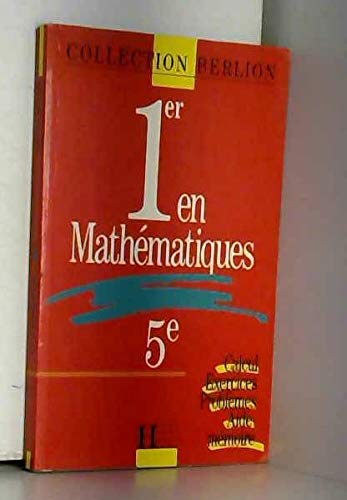 COLLECTION BERLION
1er en
Mathématiques
5e
Calcul
Exercices
Problèmes
Aide-
mémoire
H